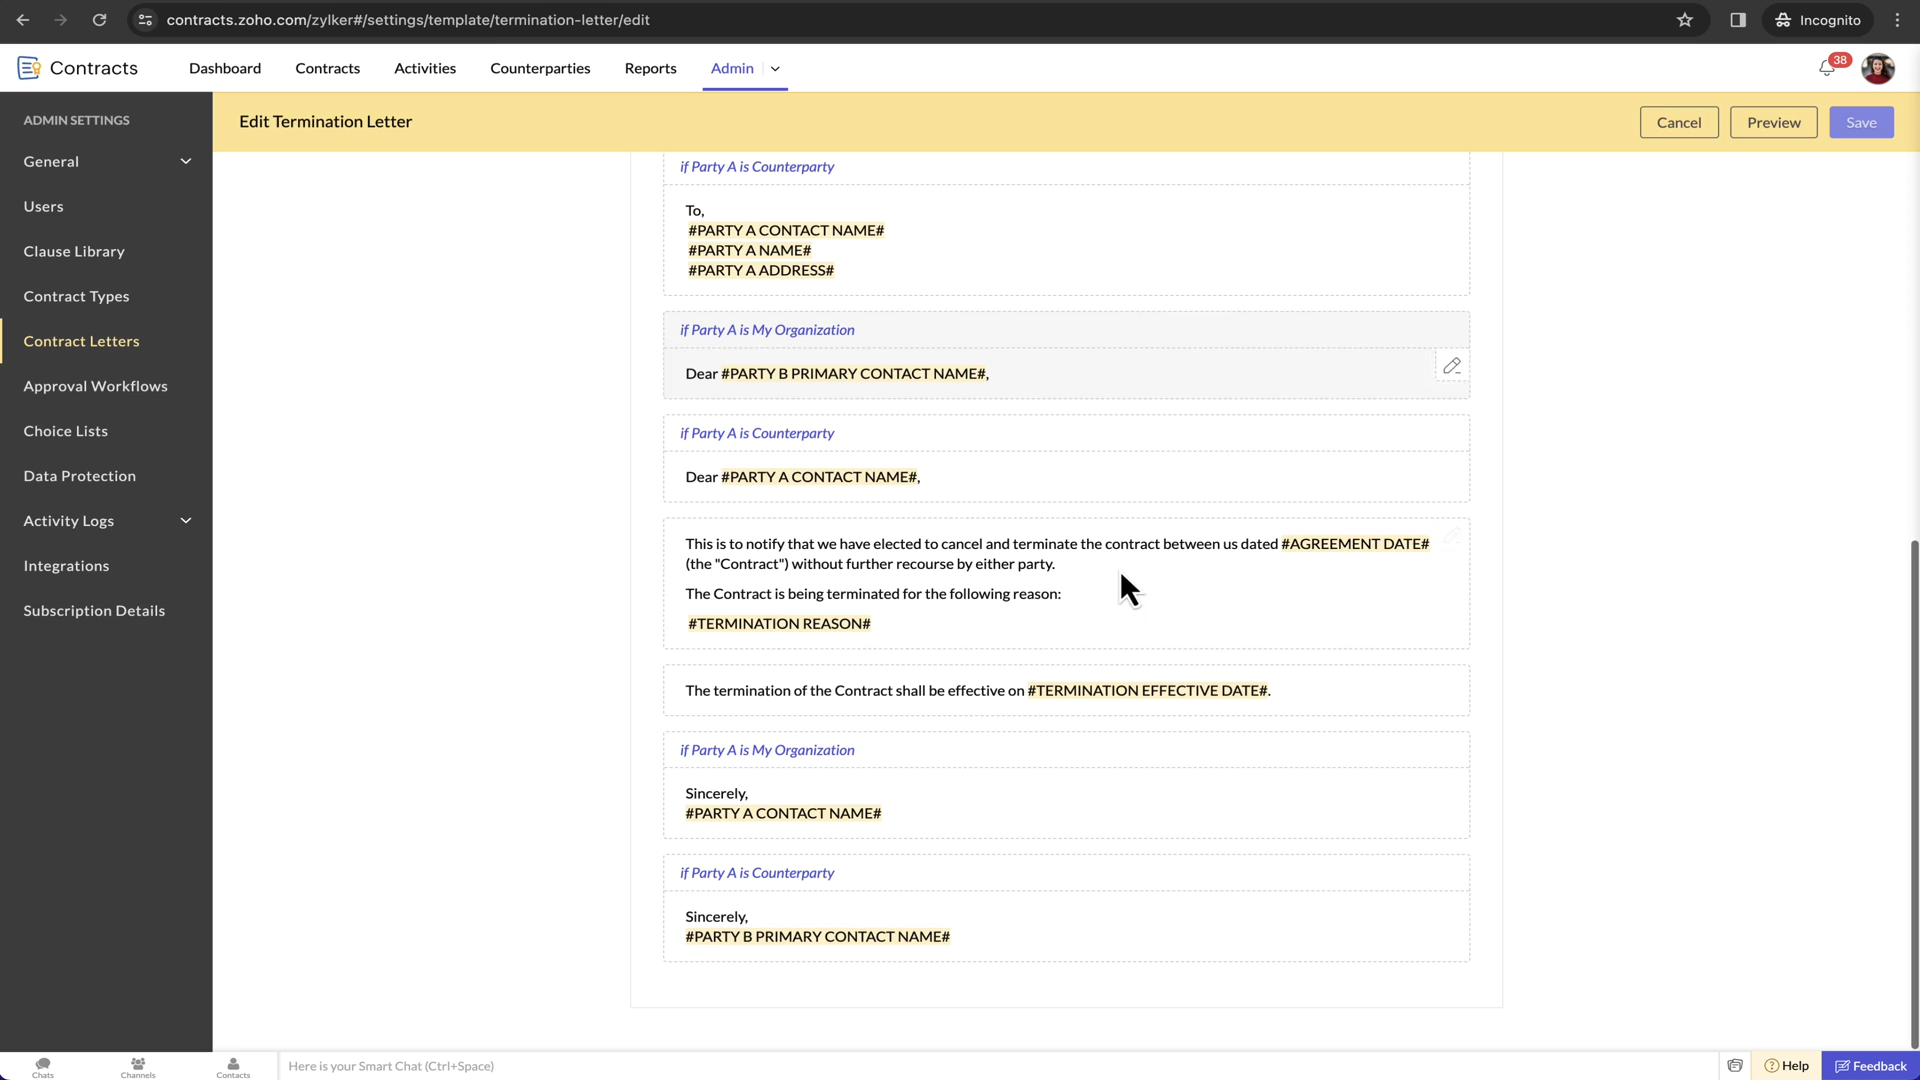 contracts.zoho.com/zylker#/settings/template/termination-letter/edit
Incognito
Contracts
Dashboard
Contracts
Activities
Counterparties
Reports
Admin
38
ADMIN SETTINGS
General
Users
Clause Library
Contract Types
Contract Letters
Approval Workflows
Choice Lists
Data Protection
Activity Logs
Integrations
Subscription Details
Edit Termination Letter
Cancel
Preview
Save
if Party A is Counterparty
To,
#PARTY A CONTACT NAME#
#PARTY A NAME#
#PARTY A ADDRESS#
if Party A is My Organization
Dear #PARTY B PRIMARY CONTACT NAME#,
if Party A is Counterparty
Dear #PARTY A CONTACT NAME#,
This is to notify that we have elected to cancel and terminate the contract between us dated #AGREEMENT DATE#
(the "Contract") without further recourse by either party.
The Contract is being terminated for the following reason:
#TERMINATION REASON#
The termination of the Contract shall be effective on #TERMINATION EFFECTIVE DATE#.
if Party A is My Organization
Sincerely,
#PARTY A CONTACT NAME#
if Party A is Counterparty
Sincerely,
#PARTY B PRIMARY CONTACT NAME#
Chats
Channels
Contacts
Here is your Smart Chat (Ctrl+Space)
Help
Feedback